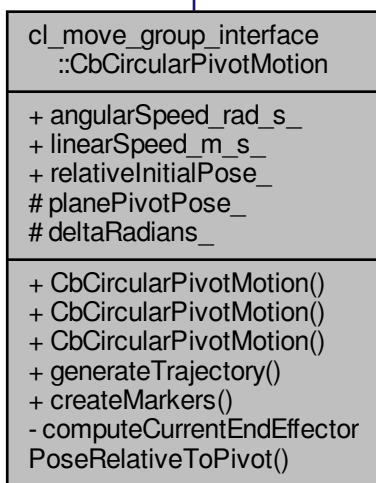 cl_move_group_interface
::CbCircularPivotMotion
+ angularSpeed_rad_s_
+ linearSpeed_m_s_
+ relativeInitialPose_
# planePivotPose_
# deltaRadians_
+ CbCircularPivotMotion()
+ CbCircularPivotMotion()
+ CbCircularPivotMotion()
+ generateTrajectory()
+ createMarkers()
- computeCurrentEndEffector
PoseRelativeToPivot()